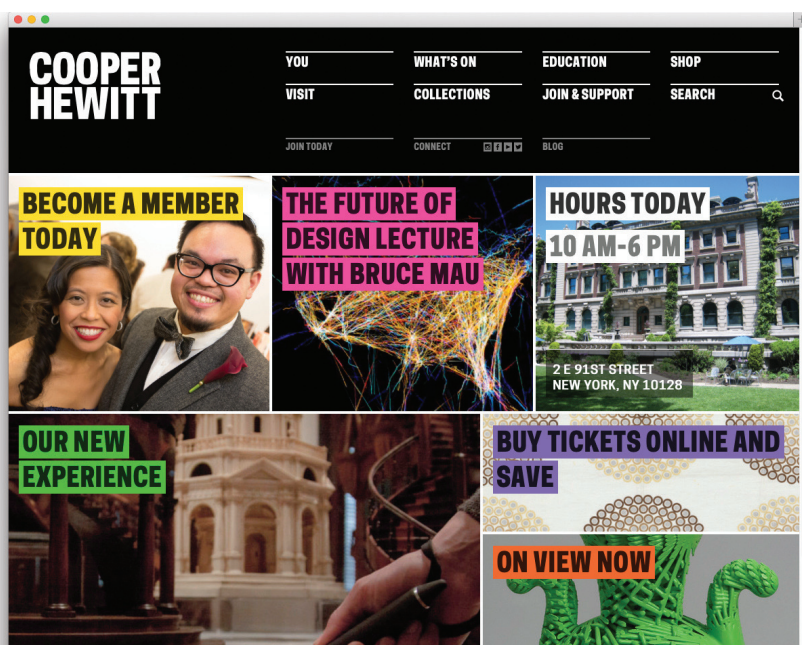 COOPER
HEWITT
YOU
WHAT'S ON
EDUCATION
SHOP
VISIT
COLLECTIONS
JOIN & SUPPORT
SEARCH
JOIN TODAY
CONNECT
BLOG
BECOME A MEMBER
TODAY
THE FUTURE OF
DESIGN LECTURE
WITH BRUCE MAU
HOURS TODAY
10 AM-6 PM
2 E 91ST STREET
NEW YORK, NY 10128
OUR NEW
EXPERIENCE
BUY TICKETS ONLINE AND
SAVE
ON VIEW NOW